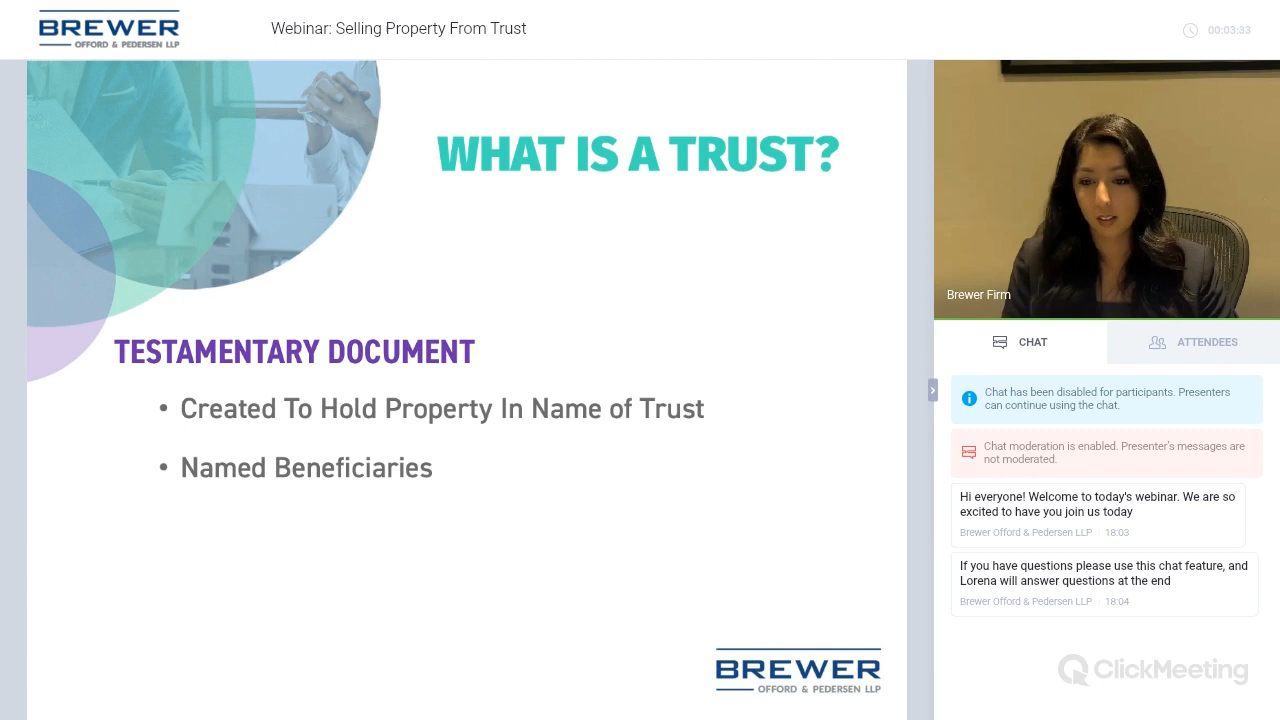 BREWER
OFFORD & PEDERSEN LLP
Webinar: Selling Property From Trust
00:03:33
WHAT IS A TRUST?
TESTAMENTARY DOCUMENT
• Created To Hold Property In Name of Trust
• Named Beneficiaries
BREWER
OFFORD & PEDERSEN LLP
Brewer Firm
CHAT
ATTENDEES
Chat has been disabled for participants. Presenters
can continue using the chat.
Chat moderation is enabled. Presenter's messages are
not moderated.
Hi everyone! Welcome to today's webinar. We are so
excited to have you join us today
Brewer Offord & Pedersen LLP 18:03
If you have questions please use this chat feature, and
Lorena will answer questions at the end
Brewer Offord & Pedersen LLP 18:04
ClickMeeting